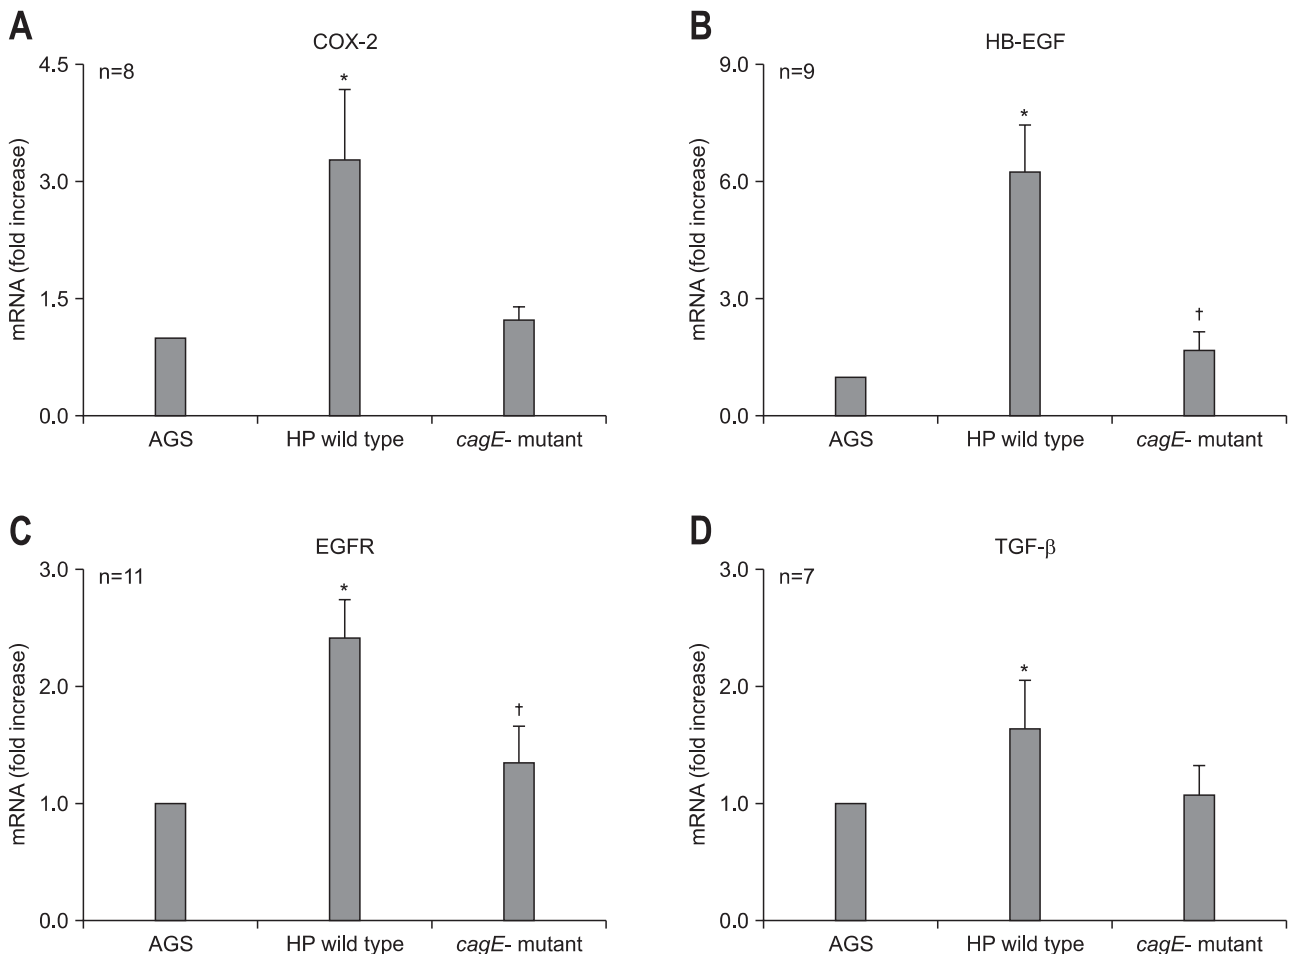 A
COX-2
4.5
n=8
*
3.0
1.5
0.0
mRNA (fold increase)
AGS
HP wild type
cagE- mutant
B
HB-EGF
9.0
n=9
*
6.0
3.0
†
0.0
mRNA (fold increase)
AGS
HP wild type
cagE- mutant
C
EGFR
3.0
n=11
*
2.0
†
1.0
0.0
mRNA (fold increase)
AGS
HP wild type
cagE- mutant
D
TGF-β
3.0
n=7
*
2.0
1.0
0.0
mRNA (fold increase)
AGS
HP wild type
cagE- mutant